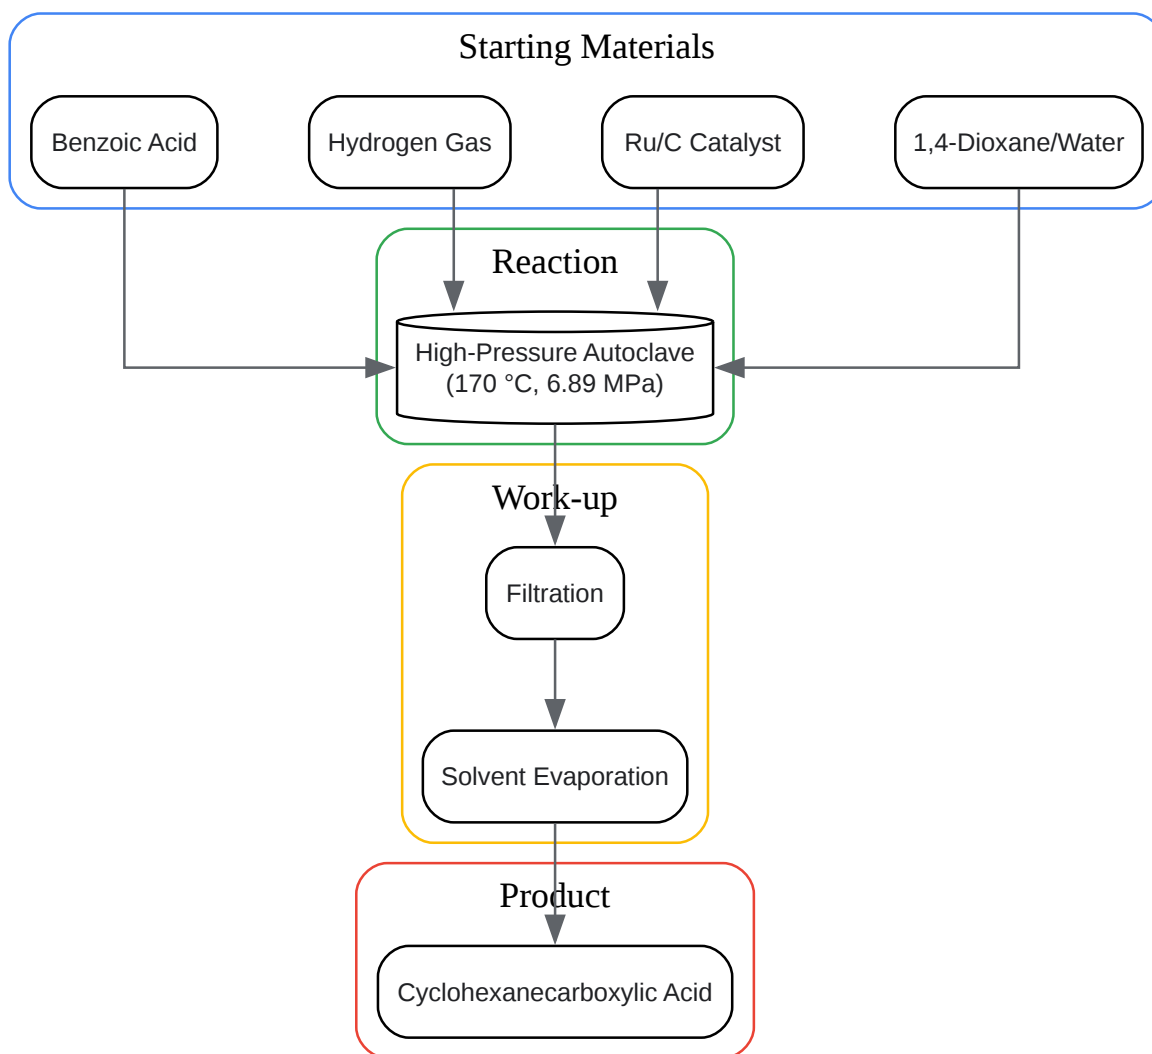 Starting Materials
Benzoic Acid
Hydrogen Gas
Ru/C Catalyst
1,4-Dioxane/Water
Reaction
High-Pressure Autoclave
(170 °C, 6.89 MPa)
Work-up
Filtration
Solvent Evaporation
Product
Cyclohexanecarboxylic Acid